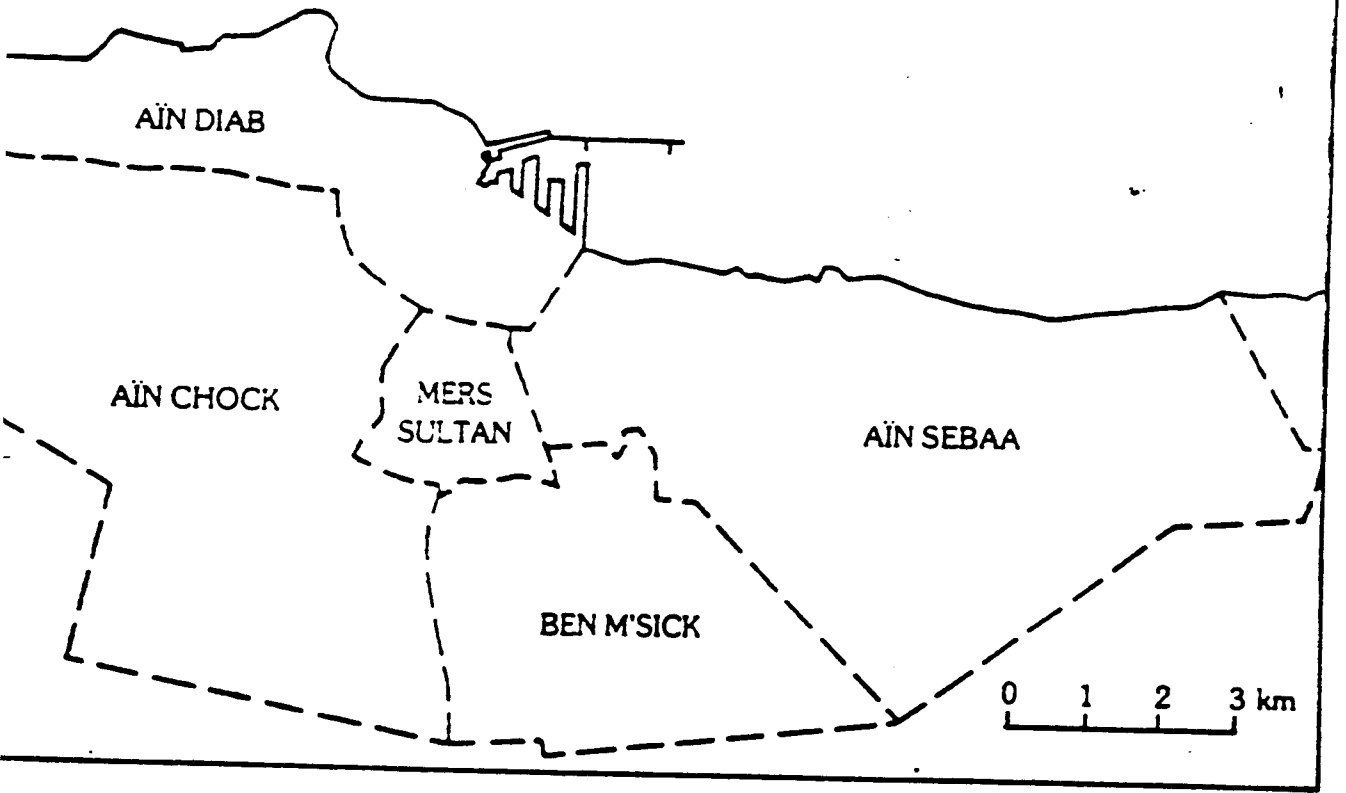 AÏN DIAB
AÏN CHOCK
MERS
SULTAN
AÏN SEBAA
BEN M'SICK
0 1 2 3 km